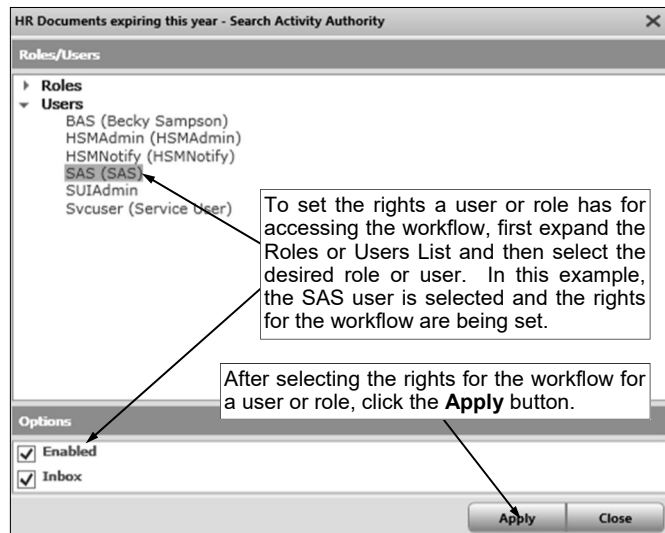 HR Documents expiring this year - Search Activity Authority
Roles/Users
Roles
Users
BAS (Becky Sampson)
HSMAdmin (HSMAdmin)
HSMNotify (HSMNotify)
SAS (SAS)
SUIAdmin
Svcuser (Service User)
To set the rights a user or role has for
accessing the workflow, first expand the
Roles or Users List and then select the
desired role or user. In this example,
the SAS user is selected and the rights
for the workflow are being set.
After selecting the rights for the workflow for
a user or role, click the Apply button.
Options
Enabled
Inbox
Apply Close